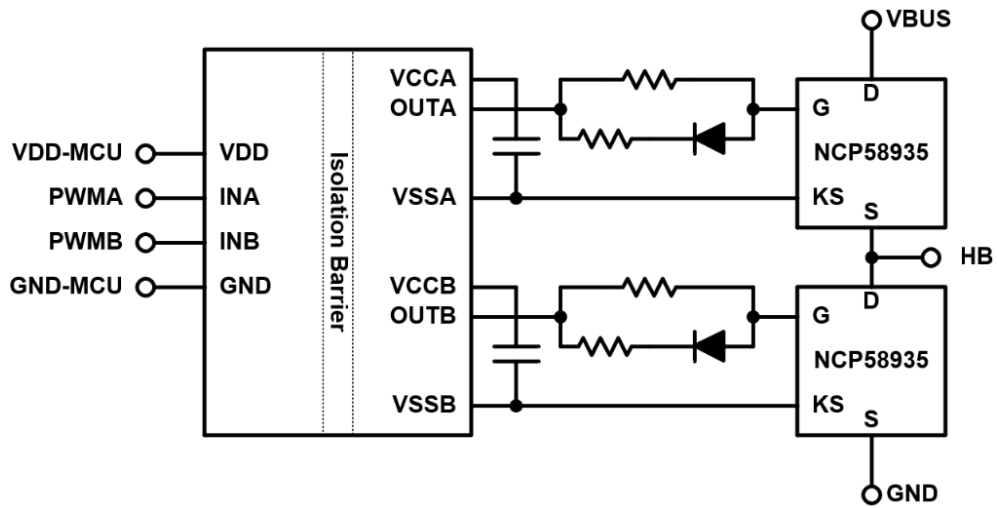 VBUS
VCCA
OUTA
G
D
VDD-MCU
VDD
NCP58935
PWMA
INA
VSSA
KS
S
PWMB
INB
Isolation Barrier
HB
GND-MCU
GND
VCCB
OUTB
G
D
NCP58935
VSSB
KS
S
GND